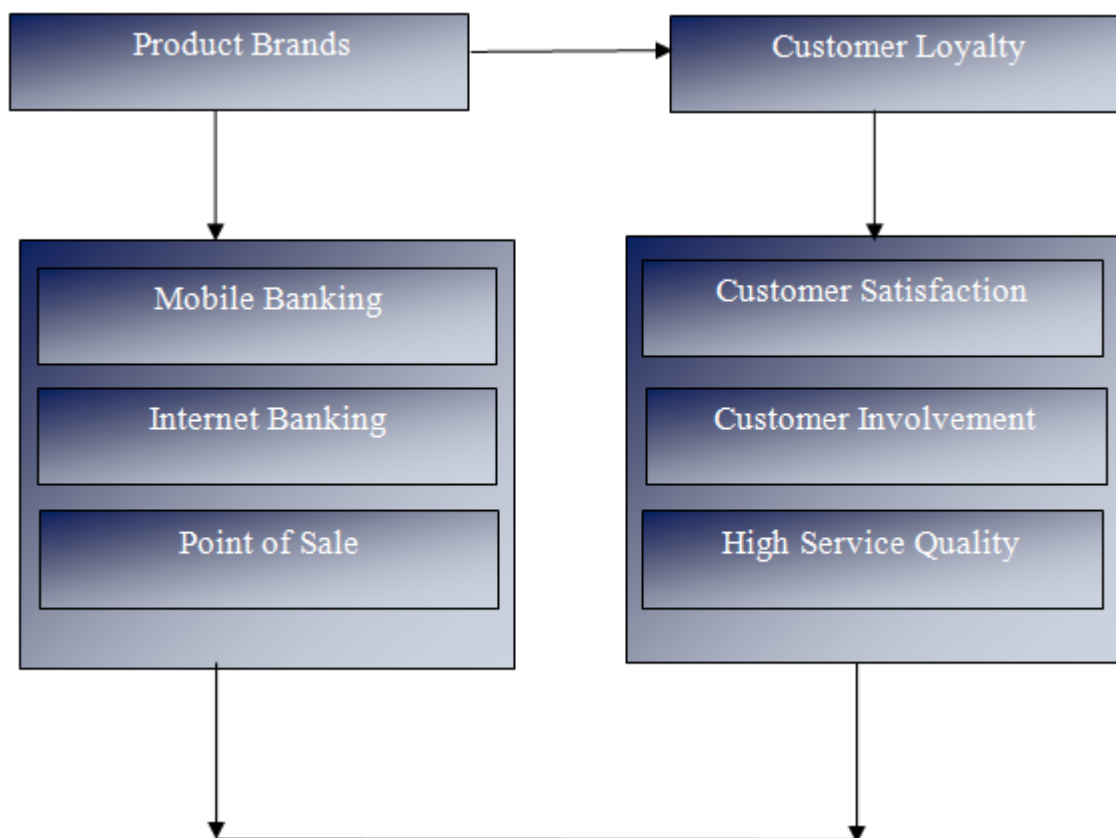 Product Brands
Customer Loyalty
Mobile Banking
Internet Banking
Point of Sale
Customer Satisfaction
Customer Involvement
High Service Quality